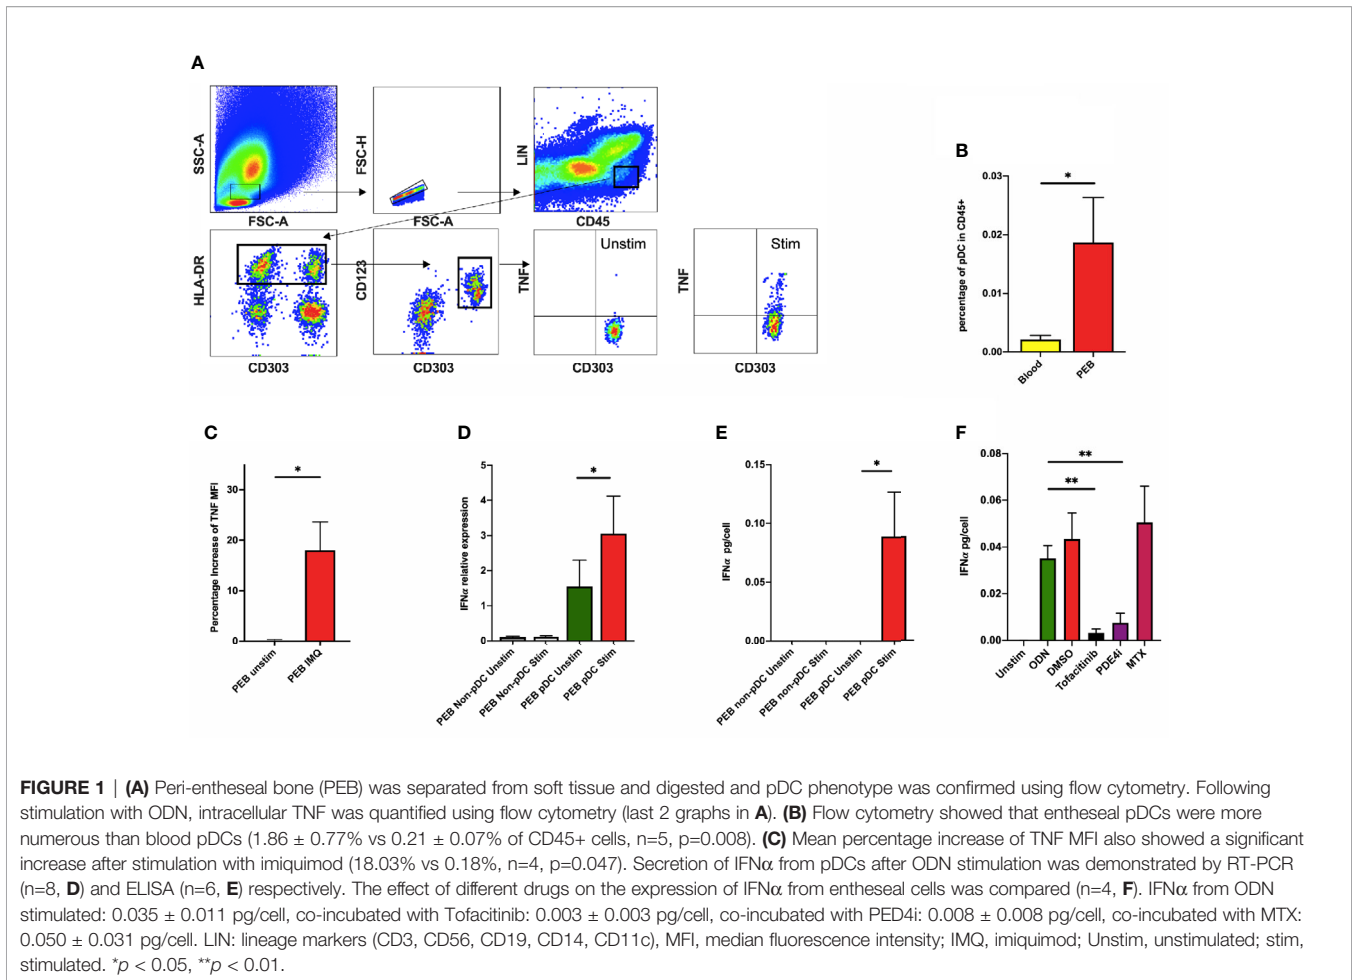 A
SSC-A
FSC-A
FSC-H
FSC-A
LIN
CD45
HLA-DR
CD303
CD123
CD303
TNF
Unstim
CD303
TNF
Stim
CD303
B
percentage of pDC in CD45+
0.03
0.02
0.01
0.00
*
Blood
PEB
C
Percentage Increase of TNF MFI
30
20
10
0
*
PEB unstim
PEB IMQ
D
IFNα relative expression
5
4
3
2
1
0
*
PEB Non-pDC Unstim
PEB Non-pDC Stim
PEB pDC Unstim
PEB pDC Stim
E
IFNα pg/cell
0.15
0.10
0.05
0.00
*
PEB non-pDC Unstim
PEB non-pDC Stim
PEB pDC Unstim
PEB pDC Stim
F
IFNα pg/cell
0.08
0.06
0.04
0.02
0.00
**
**
Unstim
ODN
DMSO
Tofacitinib
PDE4i
MTX
FIGURE 1 | (A) Peri-entheseal bone (PEB) was separated from soft tissue and digested and pDC phenotype was confirmed using flow cytometry. Following
stimulation with ODN, intracellular TNF was quantified using flow cytometry (last 2 graphs in A). (B) Flow cytometry showed that entheseal pDCs were more
numerous than blood pDCs (1.86 ± 0.77% vs 0.21 ± 0.07% of CD45+ cells, n=5, p=0.008). (C) Mean percentage increase of TNF MFI also showed a significant
increase after stimulation with imiquimod (18.03% vs 0.18%, n=4, p=0.047). Secretion of IFNα from pDCs after ODN stimulation was demonstrated by RT-PCR
(n=8, D) and ELISA (n=6, E) respectively. The effect of different drugs on the expression of IFNα from entheseal cells was compared (n=4, F). IFNα from ODN
stimulated: 0.035 ± 0.011 pg/cell, co-incubated with Tofacitinib: 0.003 ± 0.003 pg/cell, co-incubated with PED4i: 0.008 ± 0.008 pg/cell, co-incubated with MTX:
0.050 ± 0.031 pg/cell. LIN: lineage markers (CD3, CD56, CD19, CD14, CD11c), MFI, median fluorescence intensity; IMQ, imiquimod; Unstim, unstimulated; stim,
stimulated. *p < 0.05, **p < 0.01.